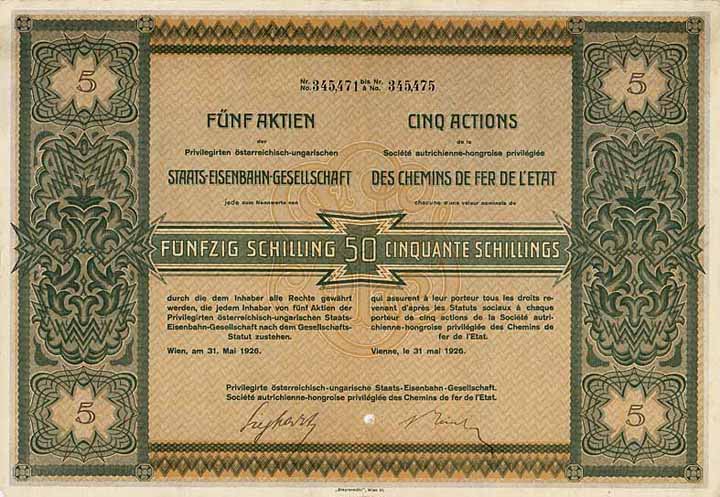 5
5
Nr. No. 345,471 bis Nr. à No. 345,475
FÜNF AKTIEN
der
Privilegirten österreichisch-ungarischen
STAATS-EISENBAHN-GESELLSCHAFT
jede zum Nennwerte von
CINQ ACTIONS
de la
Société autrichienne-hongroise privilégiée
DES CHEMINS DE FER DE L'ETAT
chacune d'une valeur nominale de
FÜNFZIG SCHILLING 50 CINQUANTE SCHILLINGS
durch die dem Inhaber alle Rechte gewährt
werden, die jedem Inhaber von fünf Aktien der
Privilegirten österreichisch-ungarischen Staats-
Eisenbahn-Gesellschaft nach dem Gesellschafts-
Statut zustehen.
Wien, am 31. Mai 1926.
qui assurent à leur porteur tous les droits re-
venant d'après les Statuts sociaux à chaque
porteur de cinq actions de la Société autri-
chienne-hongroise privilégiée des Chemins de
fer de l'Etat.
Vienne, le 31 mai 1926.
Privilegirte österreichisch-ungarische Staats-Eisenbahn-Gesellschaft.
Société autrichienne-hongroise privilégiée des Chemins de fer de l'Etat.
Sieghart
5
5